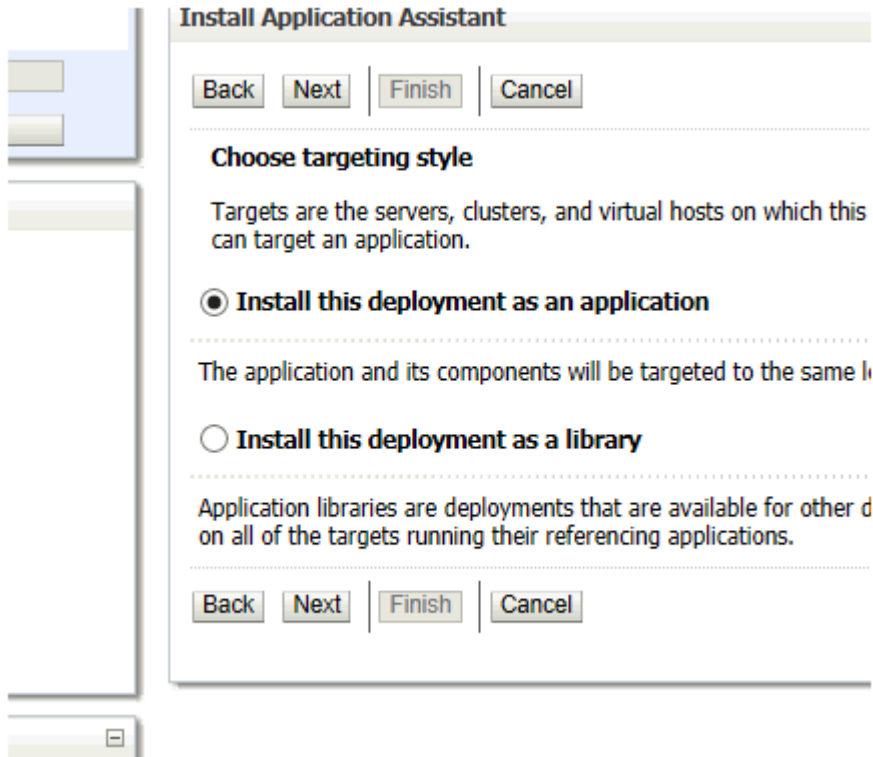 Install Application Assistant
Back Next Finish Cancel
Choose targeting style
Targets are the servers, clusters, and virtual hosts on which this
can target an application.
Install this deployment as an application
The application and its components will be targeted to the same
Install this deployment as a library
Application libraries are deployments that are available for other
on all of the targets running their referencing applications.
Back Next Finish Cancel